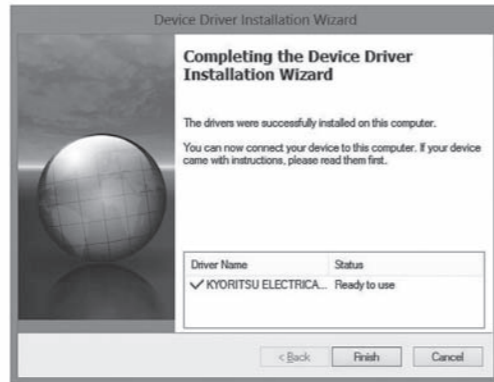 Device Driver Installation Wizard
Completing the Device Driver
Installation Wizard
The drivers were successfully installed on this computer.
You can now connect your device to this computer. If your device
came with instructions, please read them first.
Driver Name Status
KYORITSU ELECTRICA... Ready to use
< Back Finish Cancel